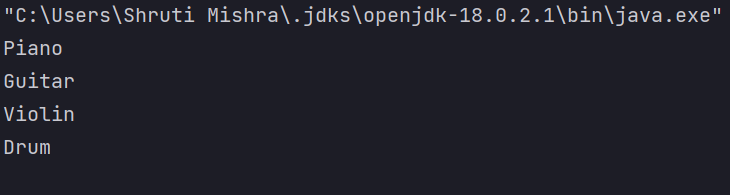 "C:\Users\Shruti Mishra\.jdks\openjdk-18.0.2.1\bin\java.exe"
Piano
Guitar
Violin
Drum